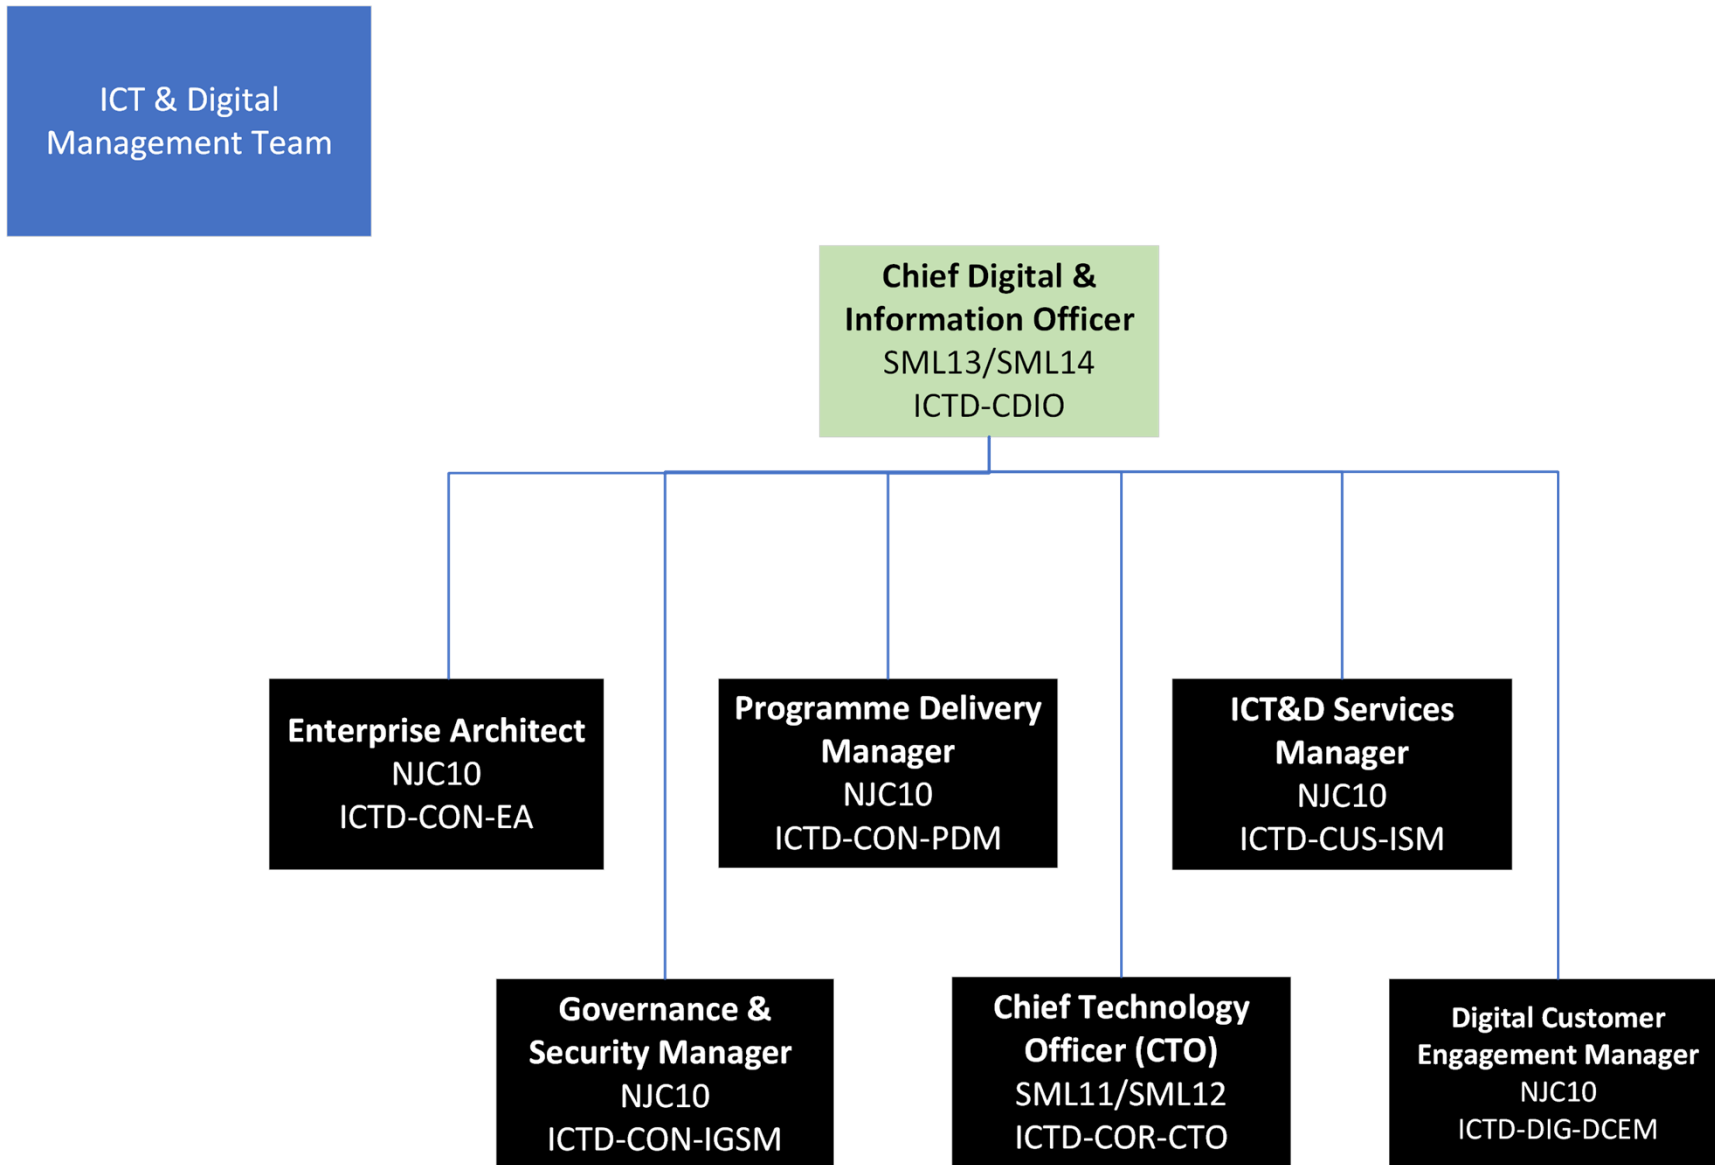 ICT & Digital
Management Team
Chief Digital &
Information Officer
SML13/SML14
ICTD-CDIO
Enterprise Architect
NJC10
ICTD-CON-EA
Programme Delivery
Manager
NJC10
ICTD-CON-PDM
ICT&D Services
Manager
NJC10
ICTD-CUS-ISM
Governance &
Security Manager
NJC10
ICTD-CON-IGSM
Chief Technology
Officer (CTO)
SML11/SML12
ICTD-COR-CTO
Digital Customer
Engagement Manager
NJC10
ICTD-DIG-DCEM